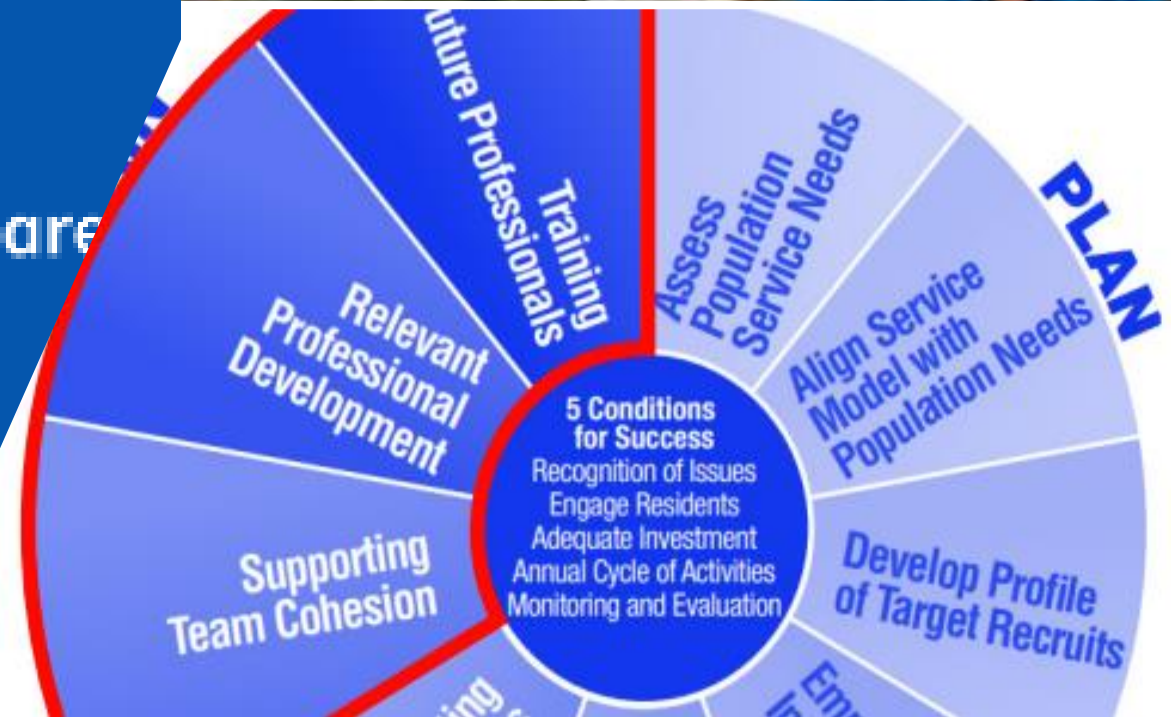 are
uture Professionals
Training
Assess
Population
Service Needs
PLAN
Align Service
Model with
Population Needs
Relevant
Professional
Development
5 Conditions
for Success
Recognition of Issues
Engage Residents
Adequate Investment
Annual Cycle of Activities
Monitoring and Evaluation
Develop Profile
of Target Recruits
Supporting
Team Cohesion